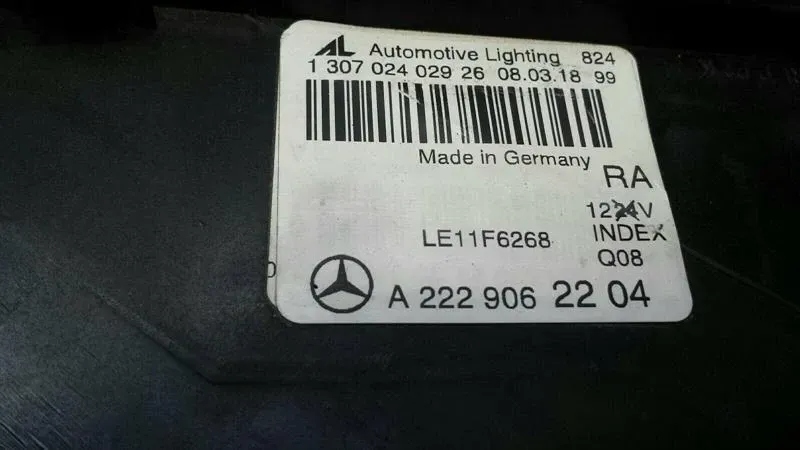 AL Automotive Lighting 824
1 307 024 029 26 08.03.18 99
Made in Germany
RA
1224V
INDEX
LE11F6268
Q08
A 222 906 22 04